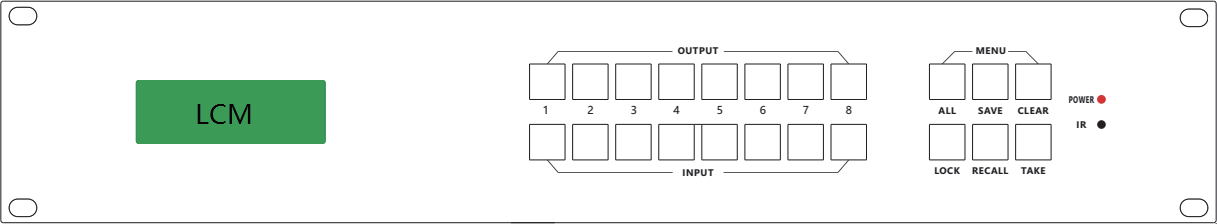 OUTPUT
MENU
LCM
1 2 3 4 5 6 7 8
ALL SAVE CLEAR
POWER
IR
INPUT
LOCK RECALL TAKE